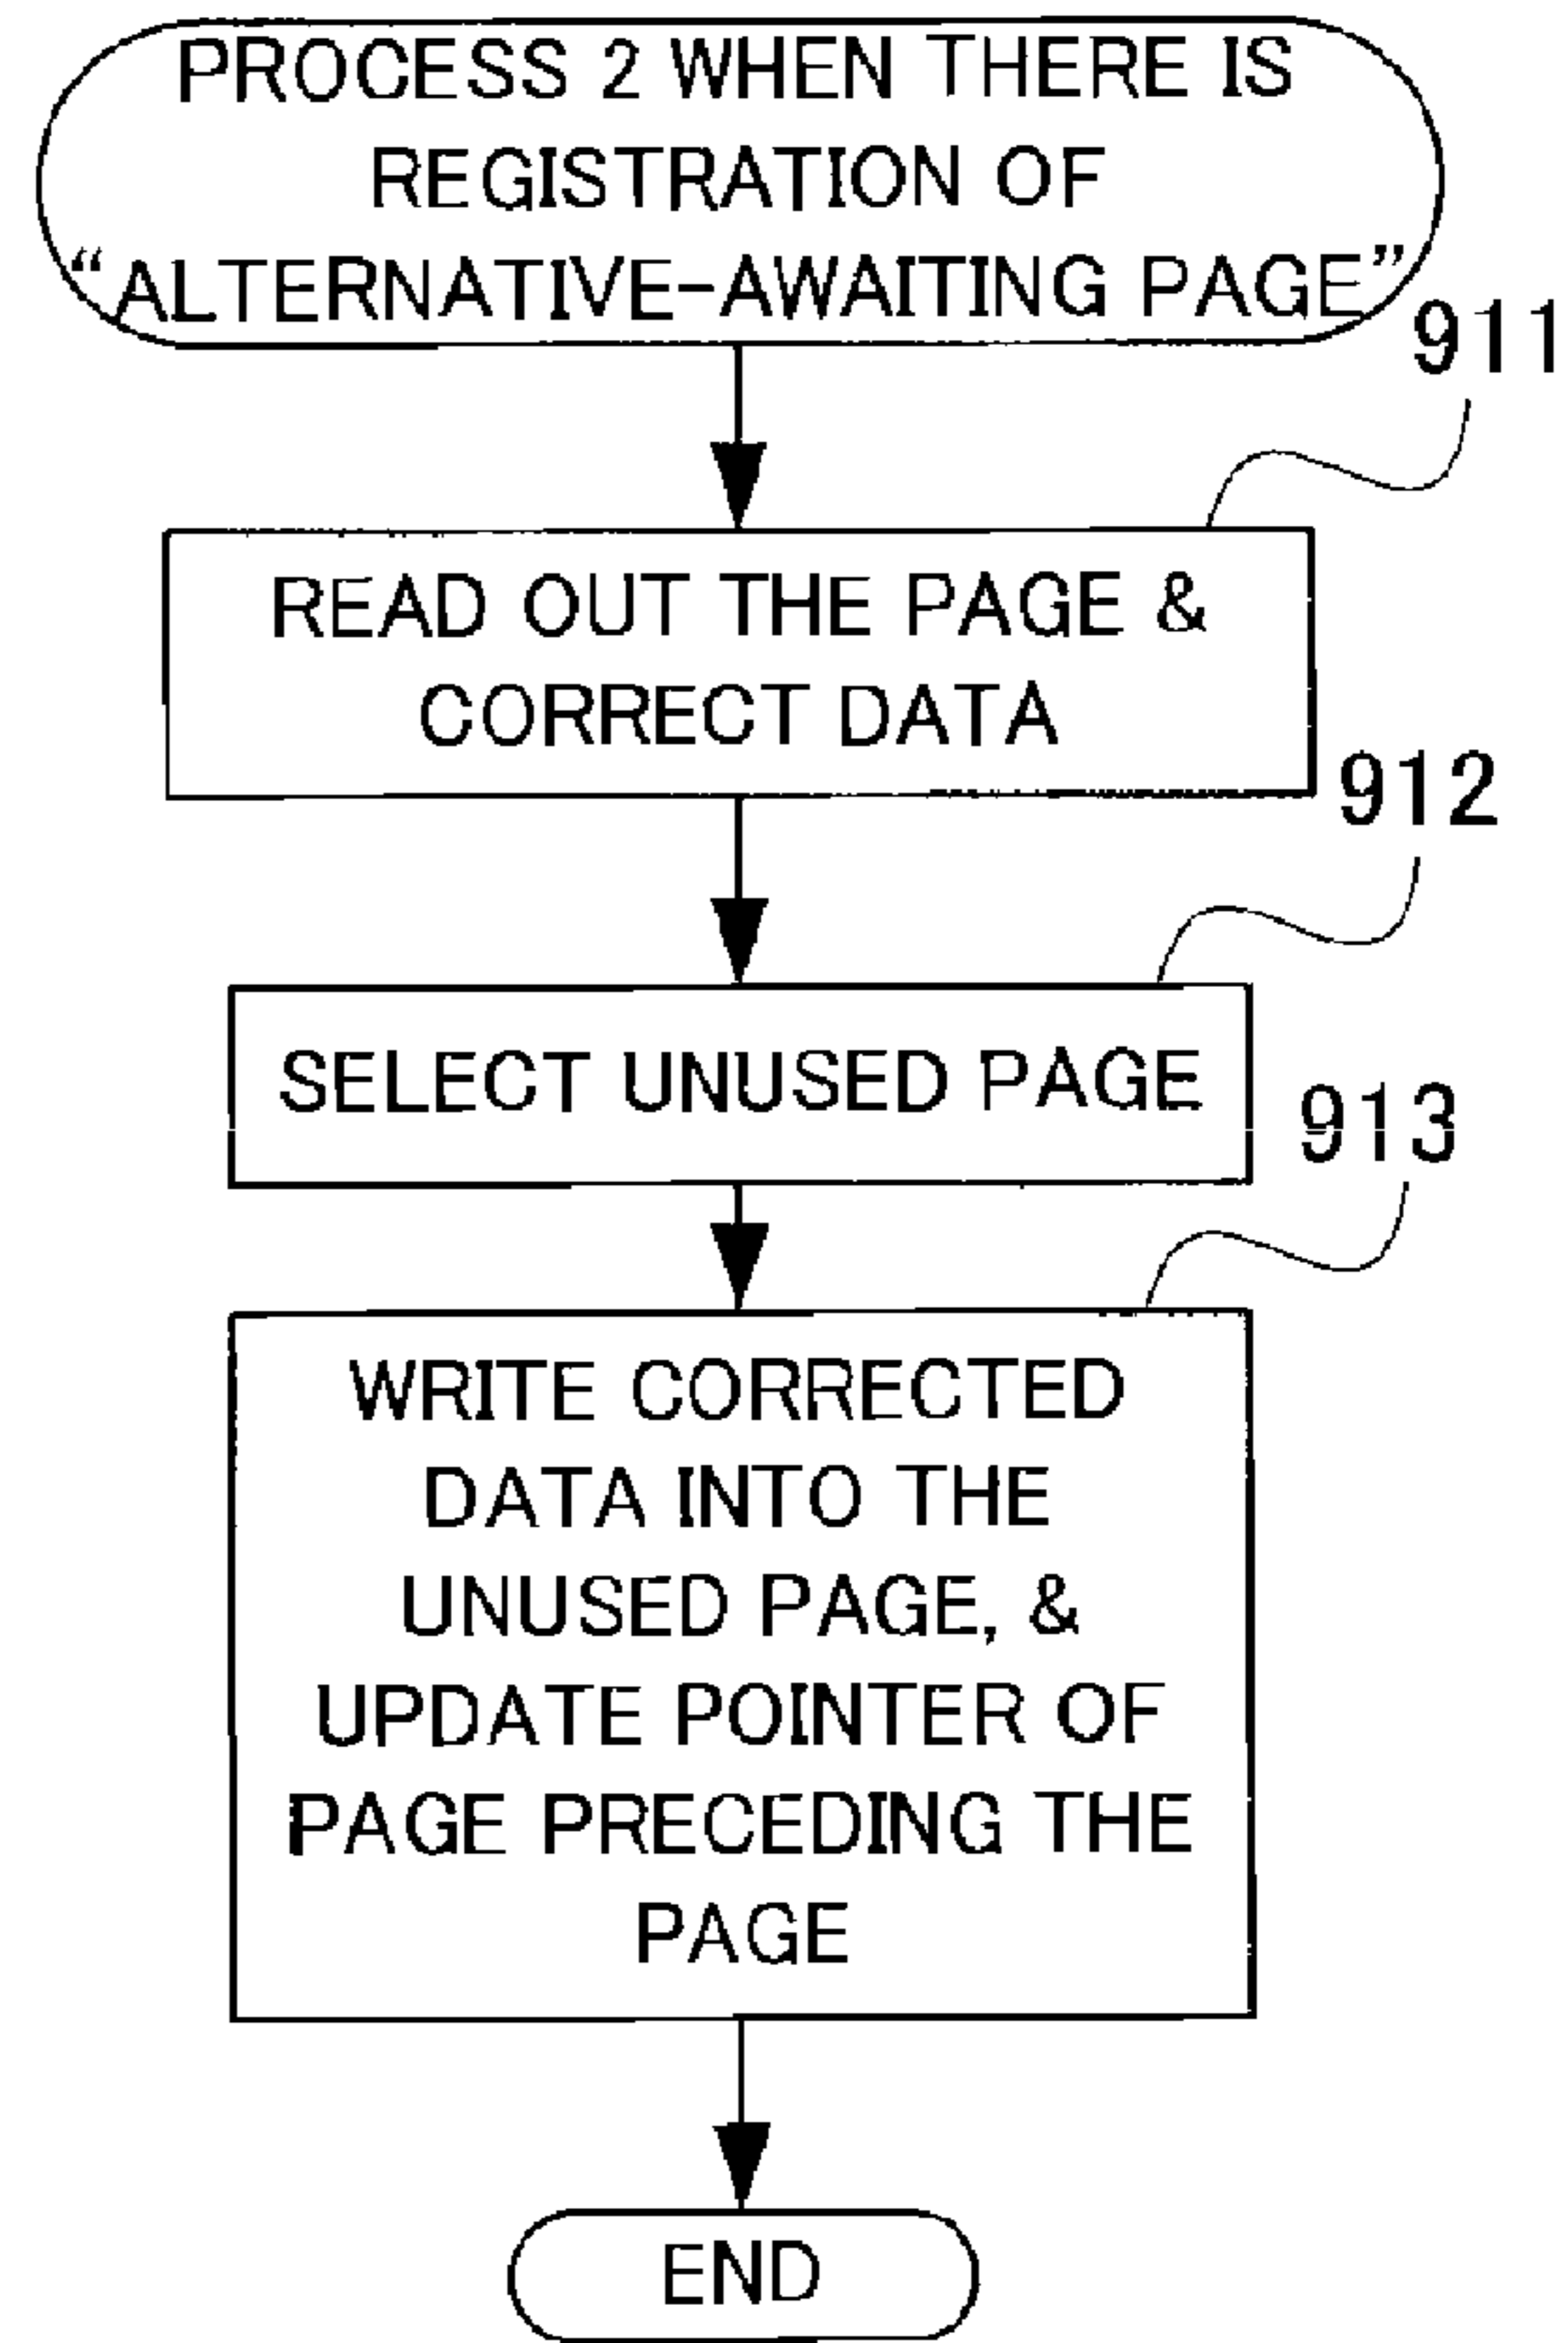 PROCESS 2 WHEN THERE IS
REGISTRATION OF
“ALTERNATIVE-AWAITING PAGE”
911
READ OUT THE PAGE &
CORRECT DATA
912
SELECT UNUSED PAGE
913
WRITE CORRECTED
DATA INTO THE
UNUSED PAGE, &
UPDATE POINTER OF
PAGE PRECEDING THE
PAGE
END